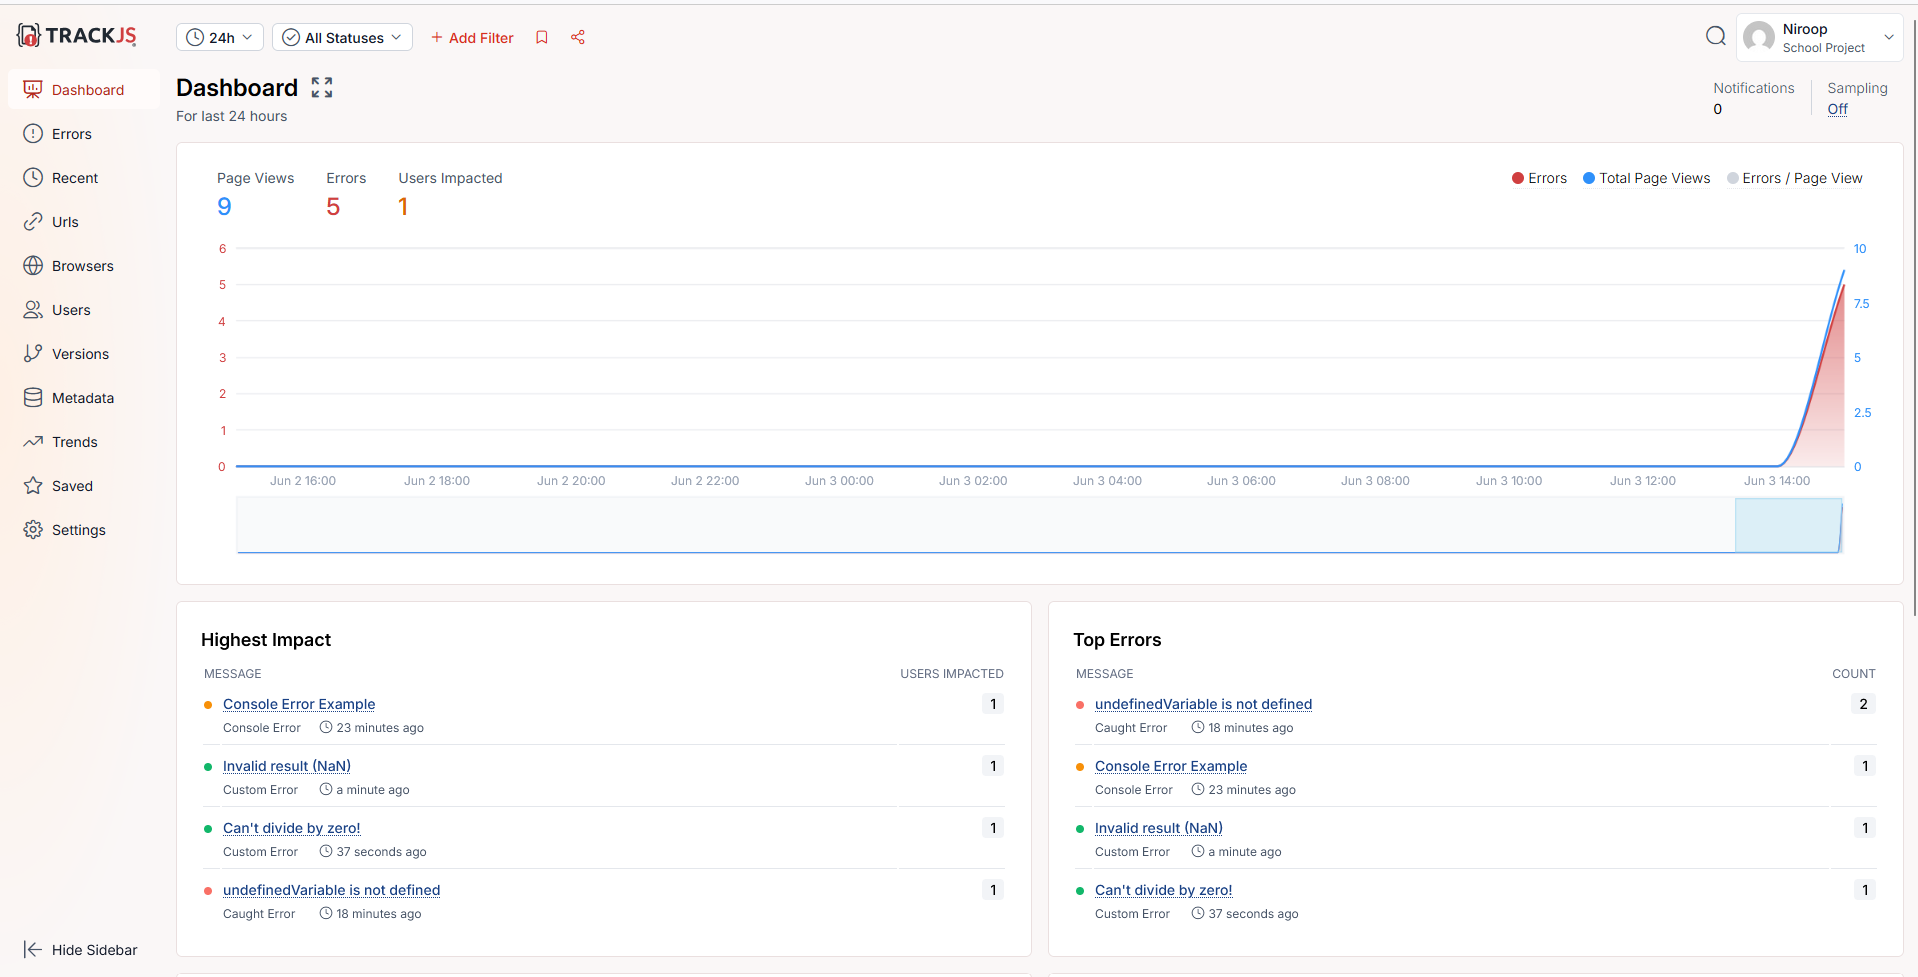 TRACKJS
24h
All Statuses
+ Add Filter
Niroop
School Project
Dashboard
Errors
Recent
Urls
Browsers
Users
Versions
Metadata
Trends
Saved
Settings
Hide Sidebar
Dashboard
For last 24 hours
Notifications
0
Sampling
Off
Page Views
9
Errors
5
Users Impacted
1
Errors
Total Page Views
Errors / Page View
6
5
4
3
2
1
0
10
7.5
5
2.5
0
Jun 2 16:00
Jun 2 18:00
Jun 2 20:00
Jun 2 22:00
Jun 3 00:00
Jun 3 02:00
Jun 3 04:00
Jun 3 06:00
Jun 3 08:00
Jun 3 10:00
Jun 3 12:00
Jun 3 14:00
Highest Impact
MESSAGE USERS IMPACTED
Console Error Example 1
Console Error 23 minutes ago
Invalid result (NaN) 1
Custom Error a minute ago
Can't divide by zero! 1
Custom Error 37 seconds ago
undefinedVariable is not defined 1
Caught Error 18 minutes ago
Top Errors
MESSAGE COUNT
undefinedVariable is not defined 2
Caught Error 18 minutes ago
Console Error Example 1
Console Error 23 minutes ago
Invalid result (NaN) 1
Custom Error a minute ago
Can't divide by zero! 1
Custom Error 37 seconds ago